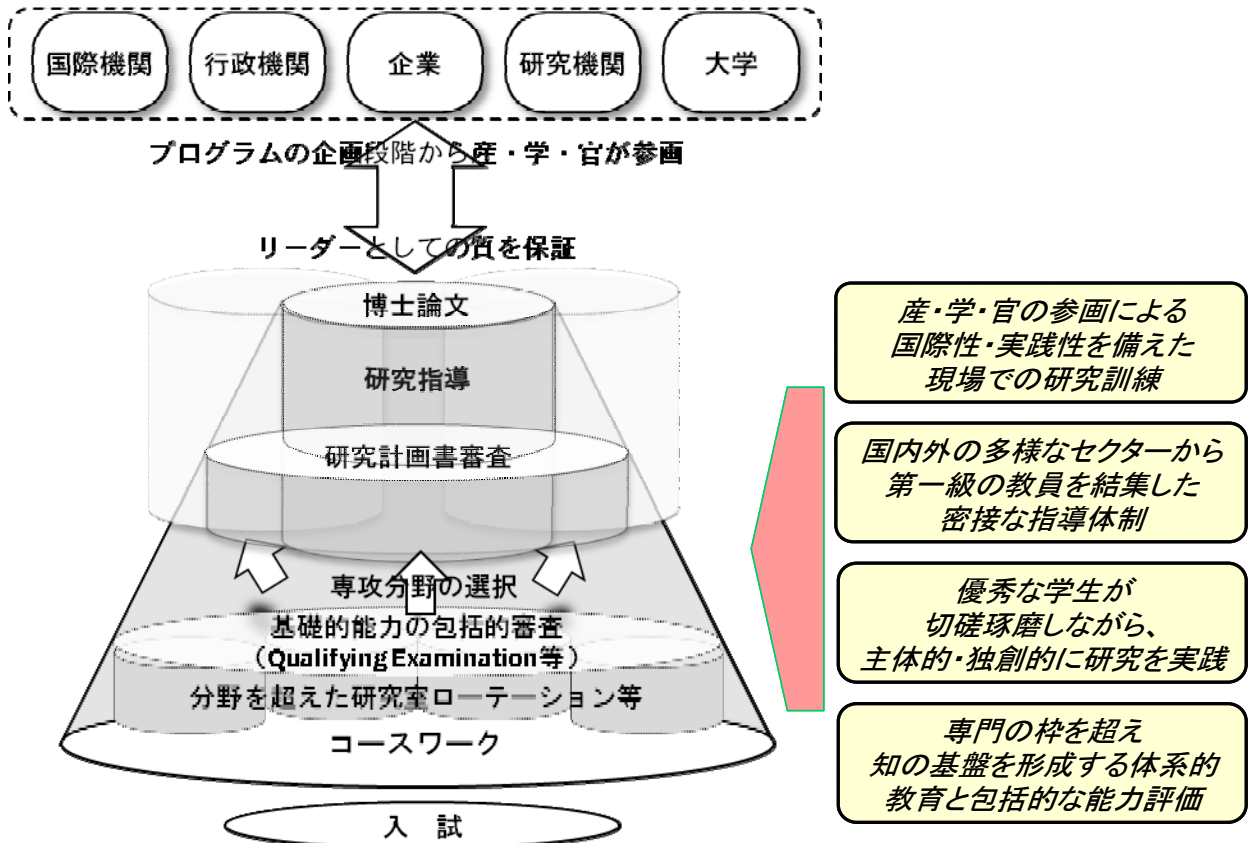 国際機関
行政機関
企業
研究機関
大学
プログラムの企画段階から産・学・官が参画
リーダーとしての質を保証
博士論文
研究指導
研究計画書審査
専攻分野の選択
基礎的能力の包括的審査
（Qualifying Examination等）
分野を超えた研究室ローテーション等
コースワーク
入 試
産・学・官の参画による
国際性・実践性を備えた
現場での研究訓練
国内外の多様なセクターから
第一級の教員を結集した
密接な指導体制
優秀な学生が
切磋琢磨しながら、
主体的・独創的に研究を実践
専門の枠を超え
知の基盤を形成する体系的
教育と包括的な能力評価